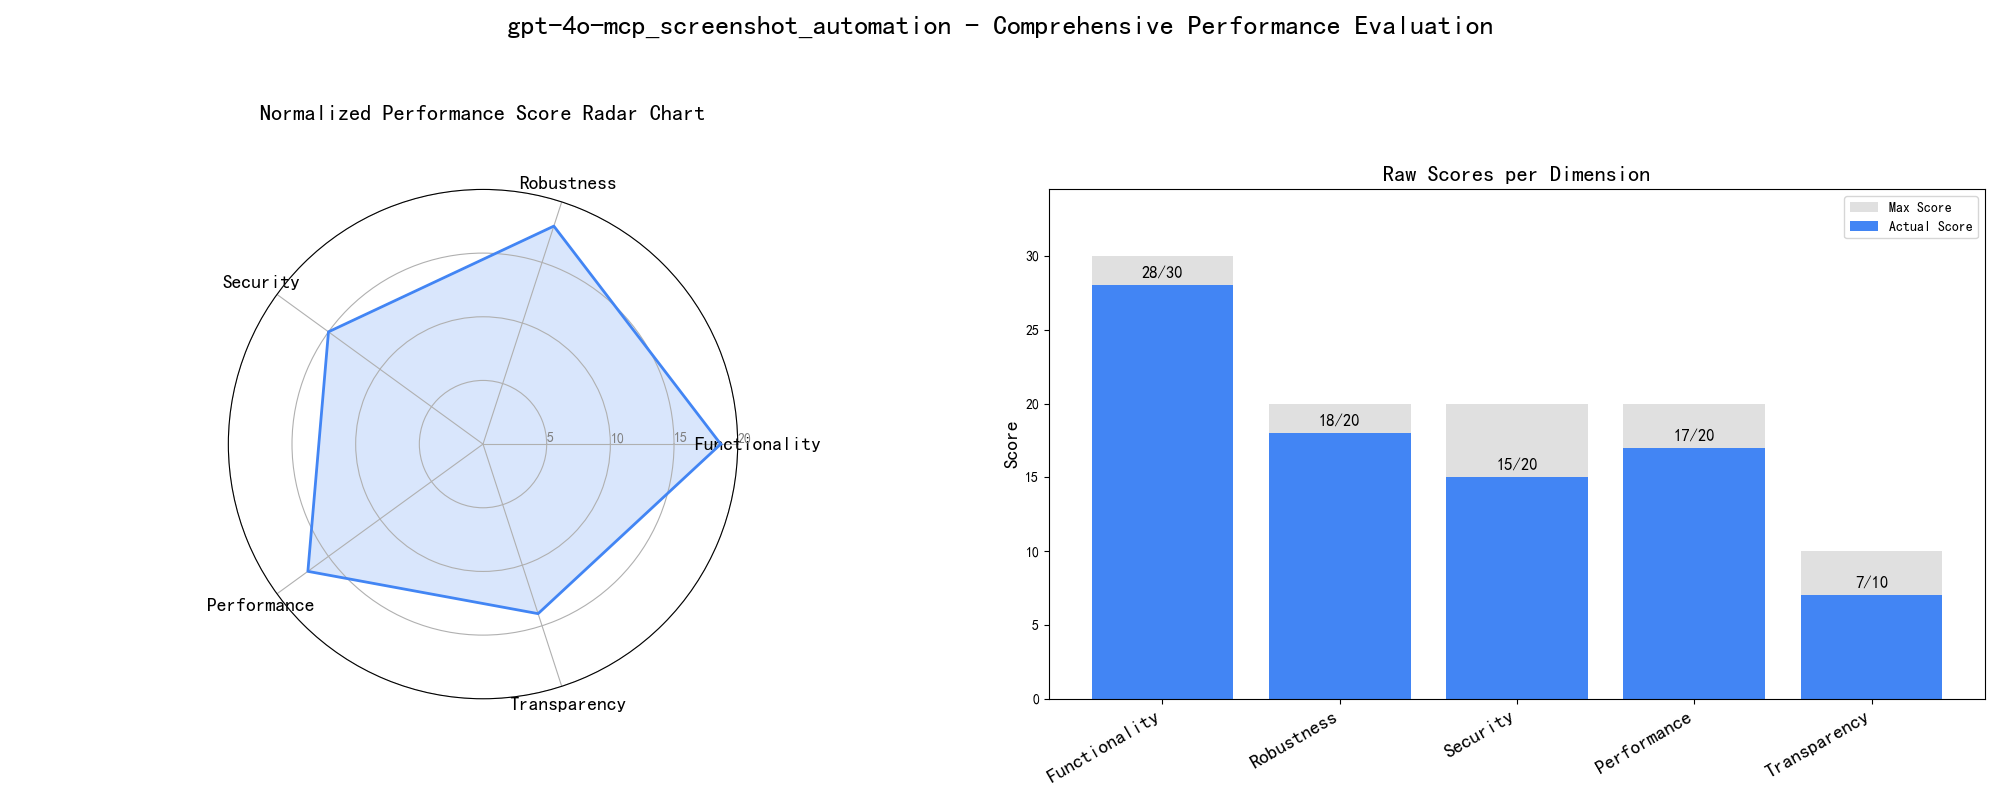 gpt-4o-mcp_screenshot_automation - Comprehensive Performance Evaluation
Normalized Performance Score Radar Chart
Robustness
Security
Functionality
Performance
Transparency
5
10
15
20
Raw Scores per Dimension
Max Score
Actual Score
Score
30
25
20
15
10
5
0
28/30
18/20
15/20
17/20
7/10
Functionality
Robustness
Security
Performance
Transparency